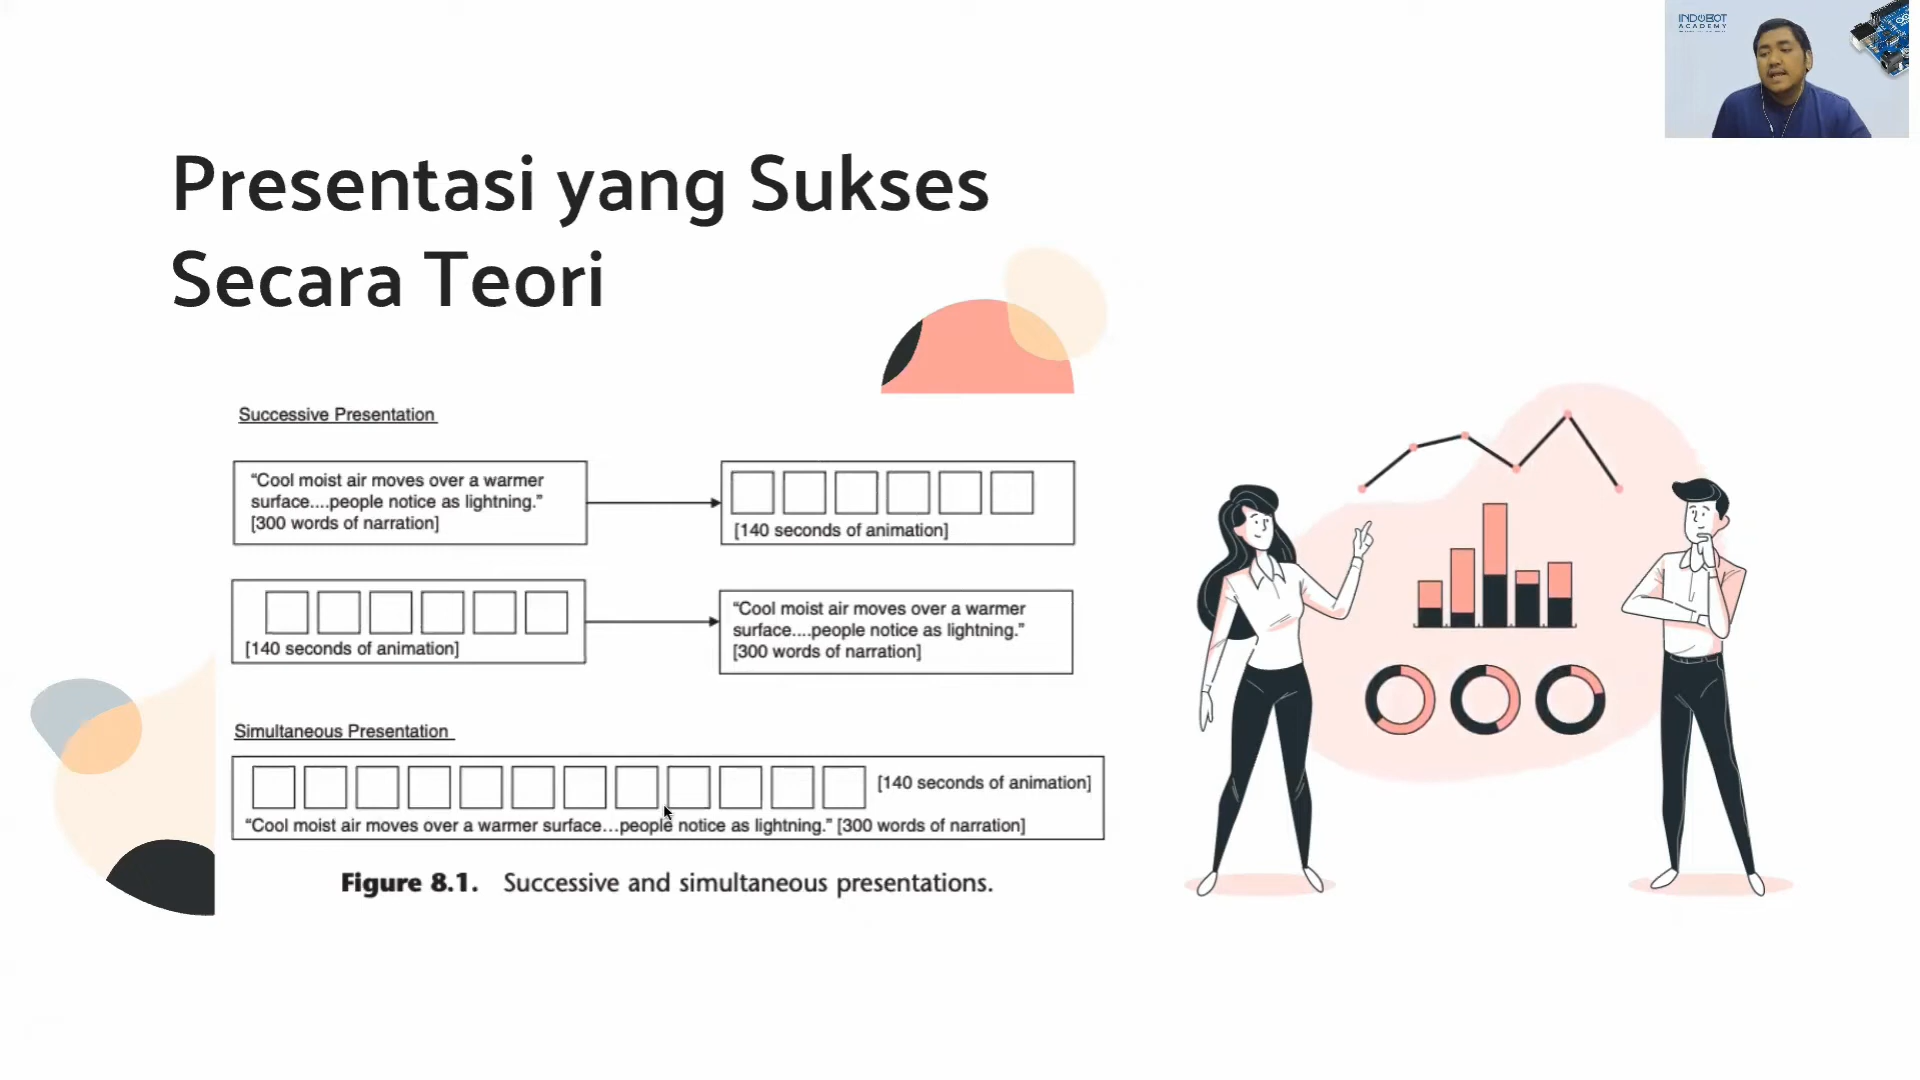 INDOBOT
ACADEMY
Presentasi yang Sukses
Secara Teori
Successive Presentation
“Cool moist air moves over a warmer
surface....people notice as lightning.”
[300 words of narration]
[140 seconds of animation]
[140 seconds of animation]
“Cool moist air moves over a warmer
surface....people notice as lightning.”
[300 words of narration]
Simultaneous Presentation
[140 seconds of animation]
“Cool moist air moves over a warmer surface...people notice as lightning.” [300 words of narration]
Figure 8.1. Successive and simultaneous presentations.